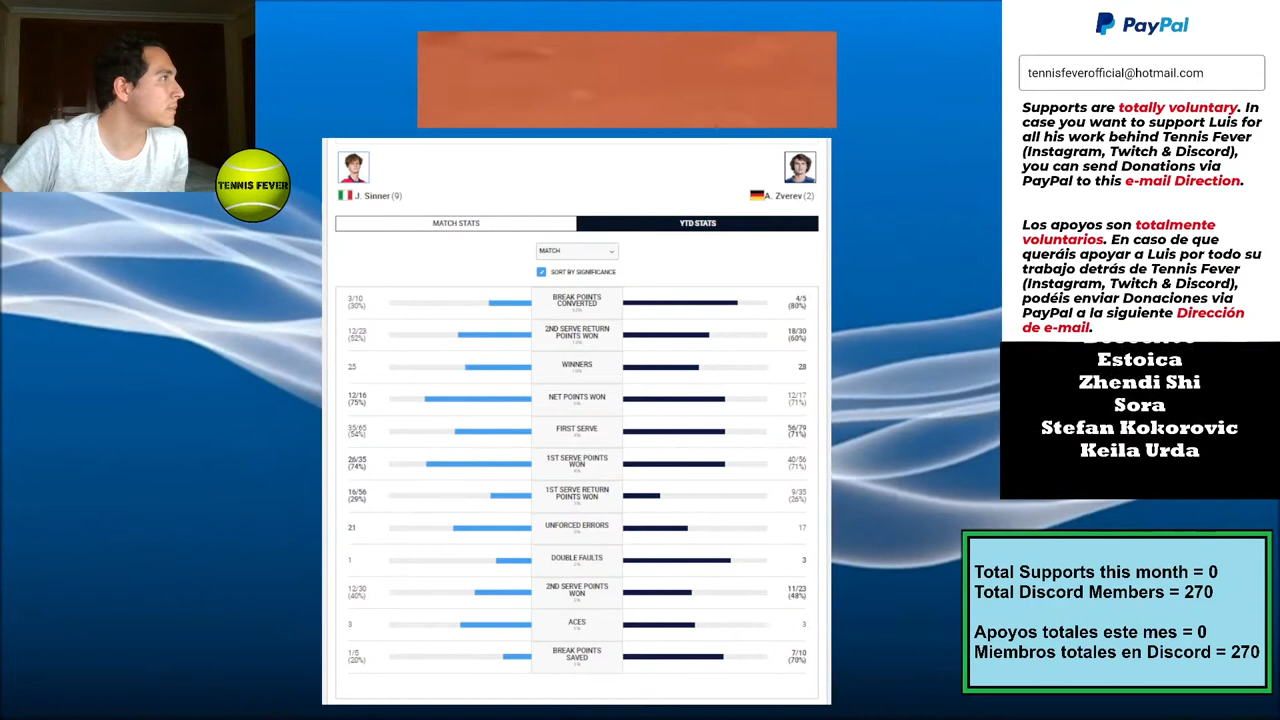 PayPal
tennisfeverofficial@hotmail.com
Supports are totally voluntary. In
case you want to support Luis for
all his work behind Tennis Fever
(Instagram, Twitch & Discord),
you can send Donations via
PayPal to this e-mail Direction.
Los apoyos son totalmente
voluntarios. En caso de que
queráis apoyar a Luis por todo su
trabajo detrás de Tennis Fever
(Instagram, Twitch & Discord),
podéis enviar Donaciones via
PayPal a la siguiente Dirección
de e-mail.
TENNIS FEVER
J. Sinner (9)
A. Zverev (2)
MATCH STATS
YTD STATS
MATCH
SORT BY SIGNIFICANCE
3/10
(30%)
BREAK POINTS
CONVERTED
4/5
(80%)
12/23
(52%)
2ND SERVE RETURN
POINTS WON
18/30
(60%)
25
WINNERS
28
12/16
(75%)
NET POINTS WON
12/17
(71%)
35/65
(54%)
FIRST SERVE
56/79
(71%)
26/35
(74%)
1ST SERVE POINTS
WON
40/56
(71%)
16/56
(29%)
1ST SERVE RETURN
POINTS WON
9/35
(26%)
21
UNFORCED ERRORS
17
1
DOUBLE FAULTS
3
12/30
(40%)
2ND SERVE POINTS
WON
11/23
(48%)
3
ACES
3
1/5
(20%)
BREAK POINTS
SAVED
7/10
(70%)
Estoica
Zhendi Shi
Sora
Stefan Kokorovic
Keila Urda
Total Supports this month = 0
Total Discord Members = 270
Apoyos totales este mes = 0
Miembros totales en Discord = 270